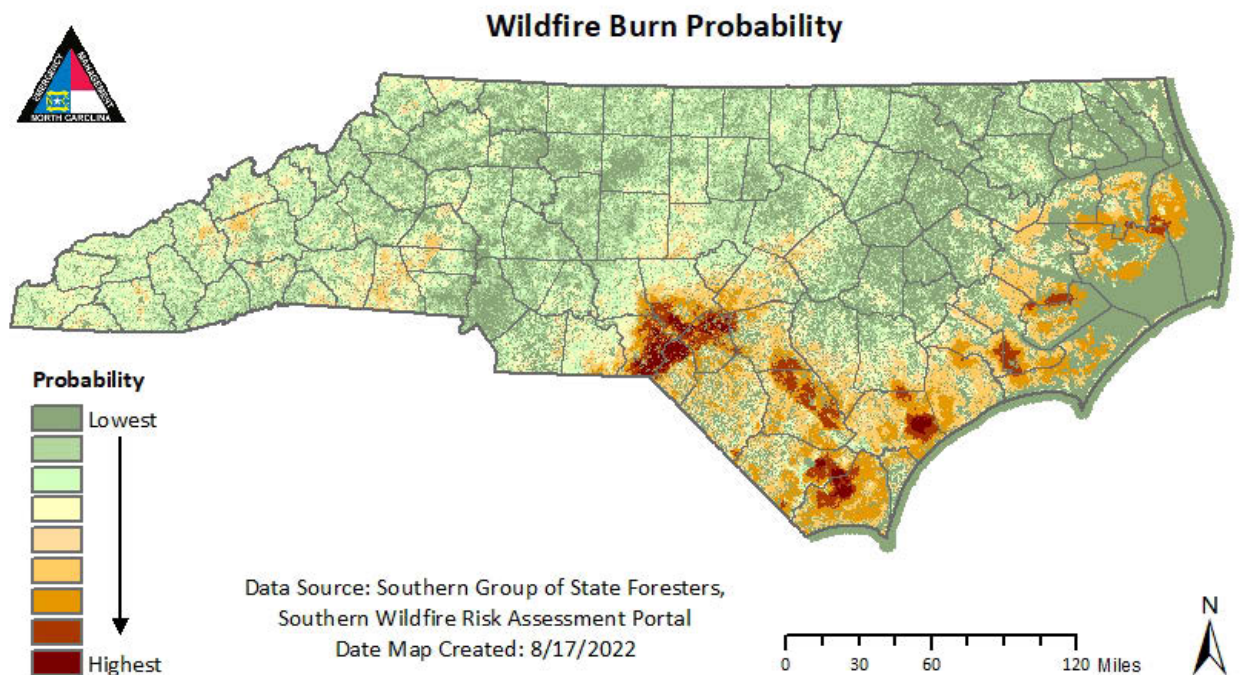 Wildfire Burn Probability
EMERGENCY
MANAGEMENT
N C
NORTH CAROLINA
Probability
Lowest
Highest
Data Source: Southern Group of State Foresters,
Southern Wildfire Risk Assessment Portal
Date Map Created: 8/17/2022
N
0 30 60 120 Miles